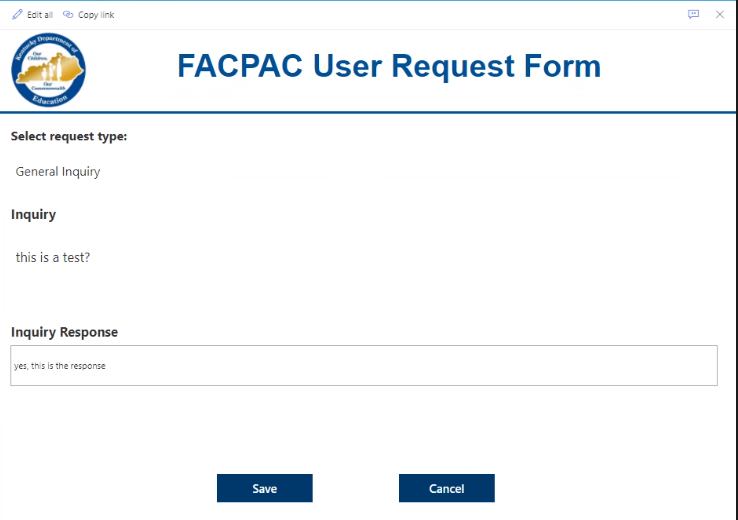 Edit all
Copy link
Kentucky Department of
Education
Our
Children,
Our
Commonwealth
FACPAC User Request Form
Select request type:
General Inquiry
Inquiry
this is a test?
Inquiry Response
yes, this is the response
Save
Cancel